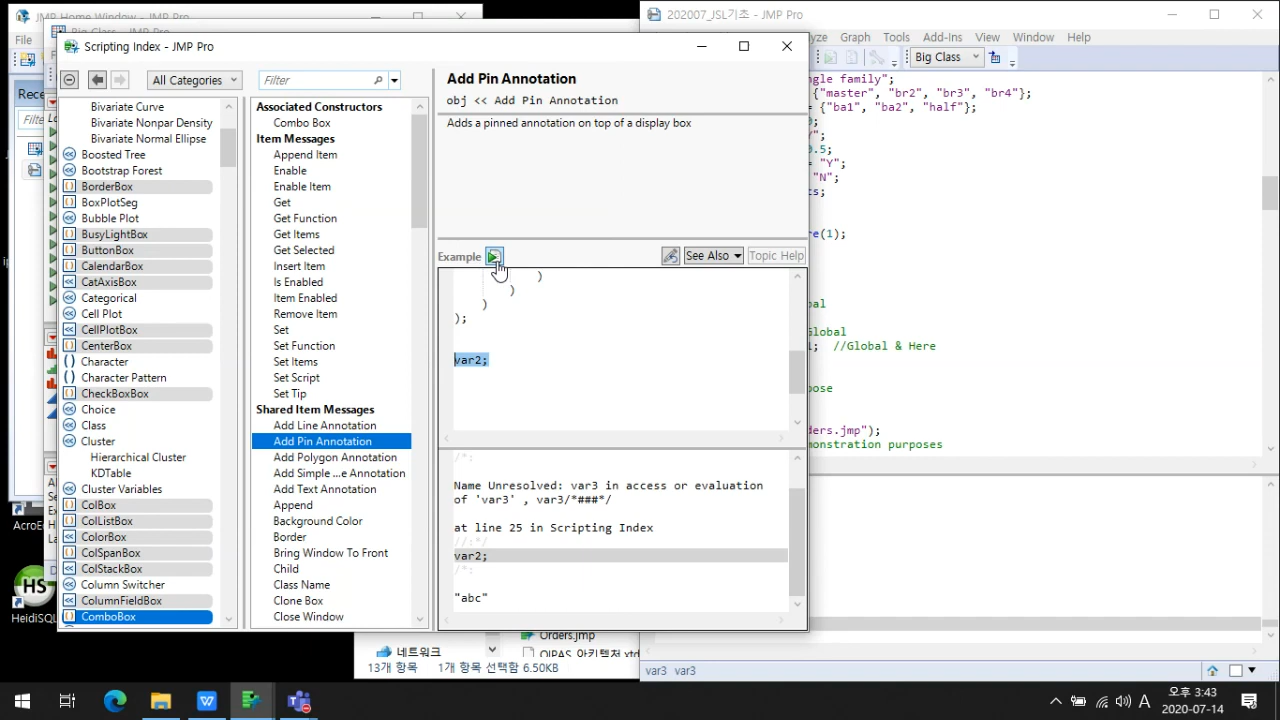 JMP Home Window - JMP Pro
202007_JSL기초 - JMP Pro
File
Scripting Index - JMP Pro
Graph
Tools
Add-Ins
View
Window
Help
All Categories
Filter
Big Class
Rece
Filte
Bivariate Curve
Bivariate Nonpar Density
Bivariate Normal Ellipse
Boosted Tree
Bootstrap Forest
BorderBox
BoxPlotSeg
Bubble Plot
BusyLightBox
ButtonBox
CalendarBox
CatAxisBox
Categorical
Cell Plot
CellPlotBox
CenterBox
Character
Character Pattern
CheckBoxBox
Choice
Class
Cluster
Hierarchical Cluster
KDTable
Cluster Variables
ColBox
ColListBox
ColorBox
ColSpanBox
ColStackBox
Column Switcher
ColumnFieldBox
ComboBox
Associated Constructors
Combo Box
Item Messages
Append Item
Enable
Enable Item
Get
Get Function
Get Items
Get Selected
Insert Item
Is Enabled
Item Enabled
Remove Item
Set
Set Function
Set Items
Set Script
Set Tip
Shared Item Messages
Add Line Annotation
Add Pin Annotation
Add Polygon Annotation
Add Simple ...e Annotation
Add Text Annotation
Append
Background Color
Border
Bring Window To Front
Child
Class Name
Clone Box
Close Window
Add Pin Annotation
obj << Add Pin Annotation
Adds a pinned annotation on top of a display box
Example
See Also
Topic Help
)
)
)
);
var2;
/*:
Name Unresolved: var3 in access or evaluation
of 'var3' , var3/*###*/
at line 25 in Scripting Index
//:*/
var2;
/*:
"abc"
ngle family"
{"master", "br2", "br3", "br4"};
= {"ba1", "ba2", "half"};
0;
Y";
0.5;
= "Y";
"N";
ts;
re(1);
bal
Global
1; //Global & Here
pose
ders.jmp");
monstration purposes
AcroE
HeidiSQL
네트워크
Orders.jmp
13개 항목
1개 항목 선택함 6.50KB
var3 var3
A
오후 3:43
2020-07-14